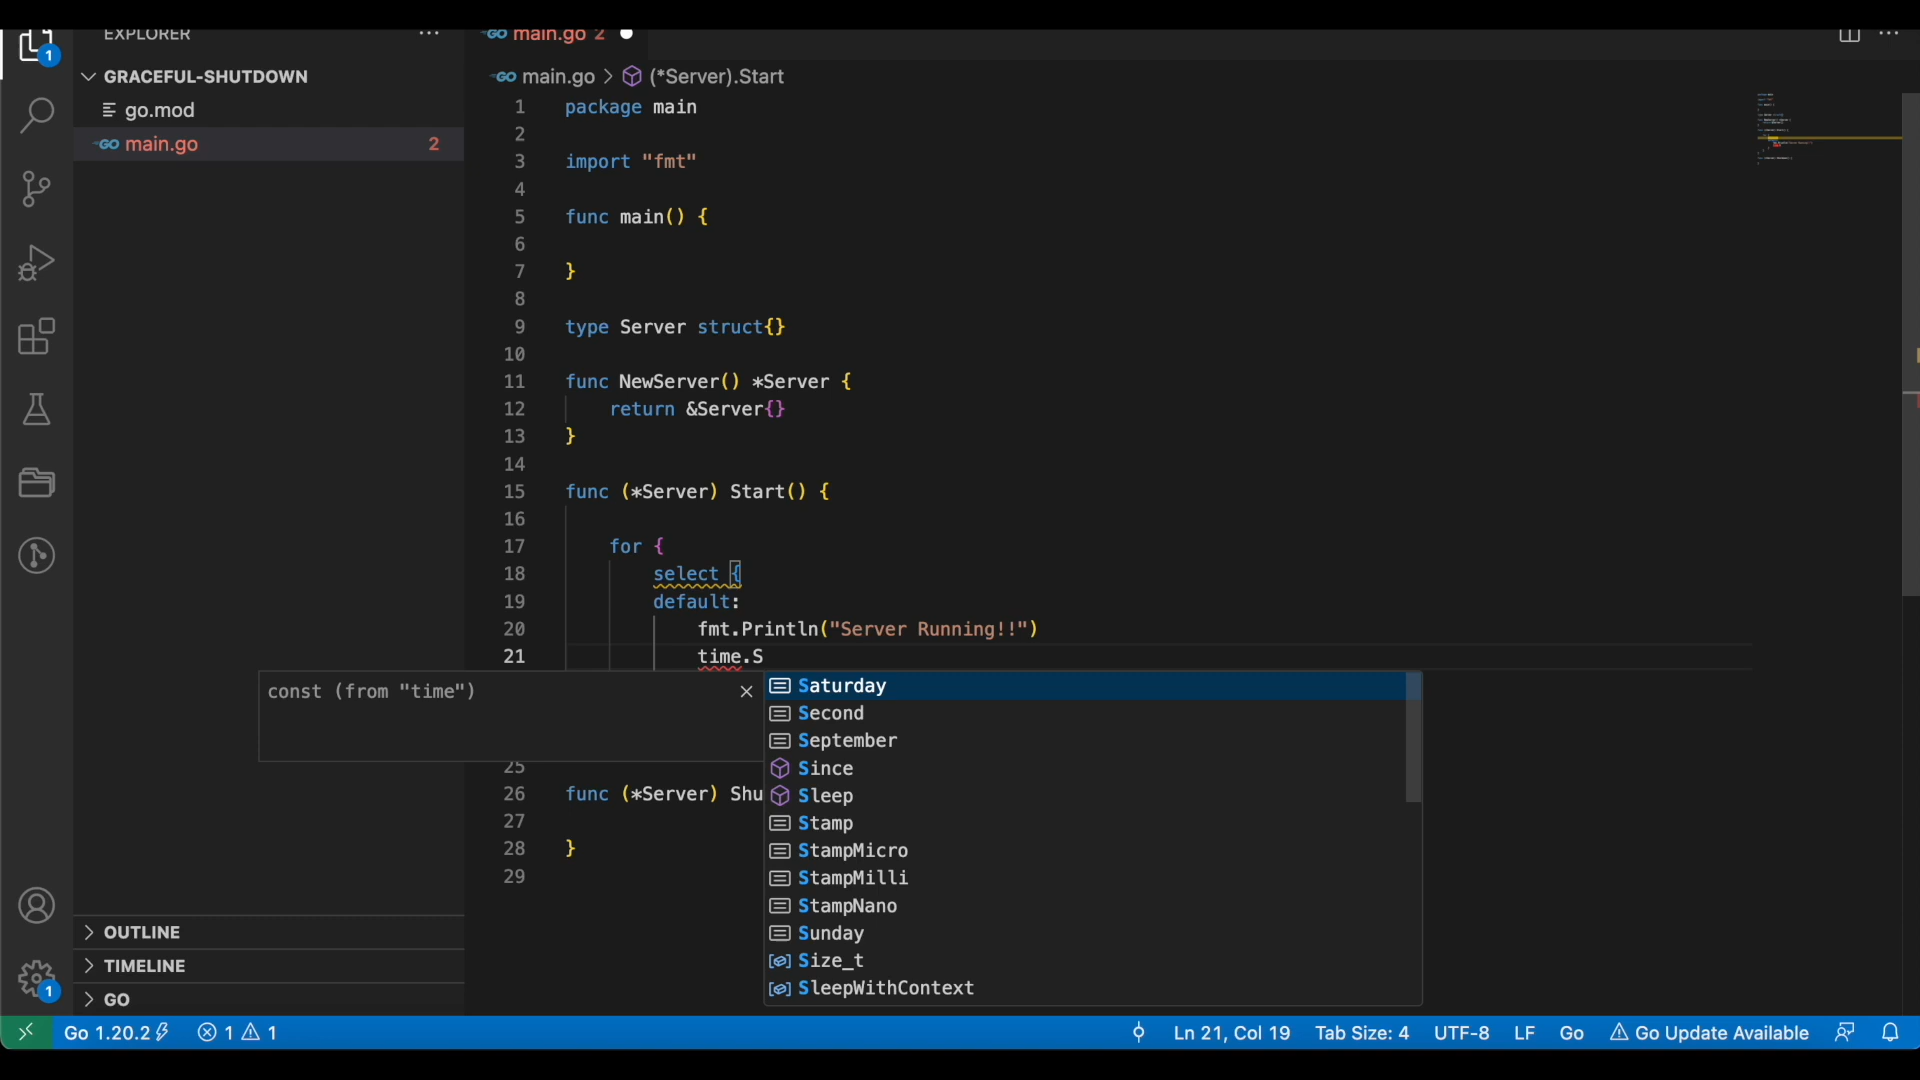 EXPLORER ...
GO main.go 2
...
1
GRACEFUL-SHUTDOWN
go.mod
GO main.go 2
GO main.go > (*Server).Start
1 package main
2
3 import "fmt"
4
5 func main() {
6
7 }
8
9 type Server struct{}
10
11 func NewServer() *Server {
12 return &Server{}
13 }
14
15 func (*Server) Start() {
16
17 for {
18 select {
19 default:
20 fmt.Println("Server Running!!")
21 time.S
const (from "time")
Saturday
Second
September
Since
Sleep
Stamp
StampMicro
StampMilli
StampNano
Sunday
Size_t
SleepWithContext
25
26 func (*Server) Shu
27
28 }
29
OUTLINE
TIMELINE
GO
1
Go 1.20.2 1 1 Ln 21, Col 19 Tab Size: 4 UTF-8 LF Go Go Update Available